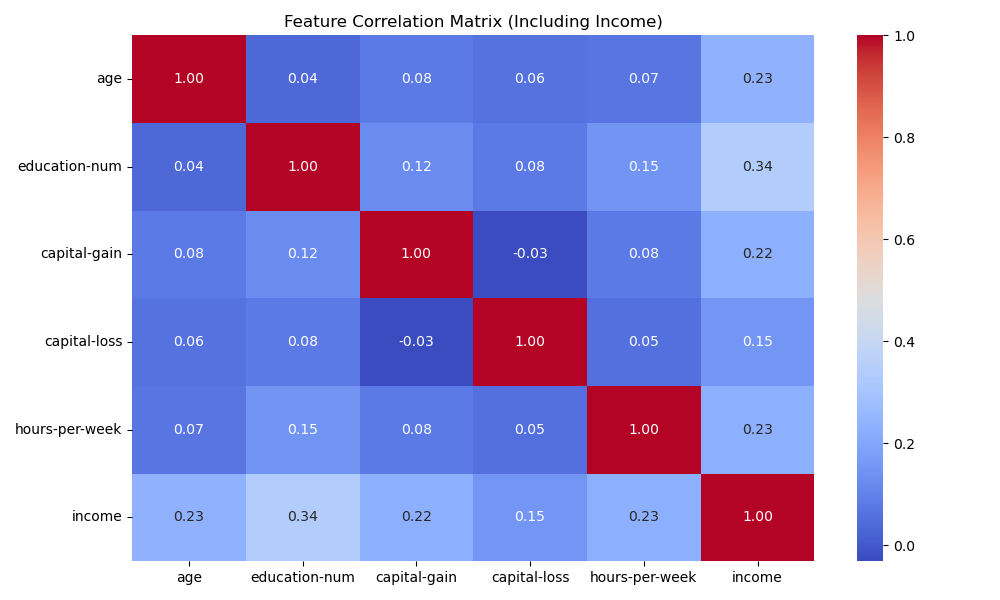 Feature Correlation Matrix (Including Income)
age 1.00 0.04 0.08 0.06 0.07 0.23
education-num 0.04 1.00 0.12 0.08 0.15 0.34
capital-gain 0.08 0.12 1.00 -0.03 0.08 0.22
capital-loss 0.06 0.08 -0.03 1.00 0.05 0.15
hours-per-week 0.07 0.15 0.08 0.05 1.00 0.23
income 0.23 0.34 0.22 0.15 0.23 1.00
age education-num capital-gain capital-loss hours-per-week income
1.0
0.8
0.6
0.4
0.2
0.0